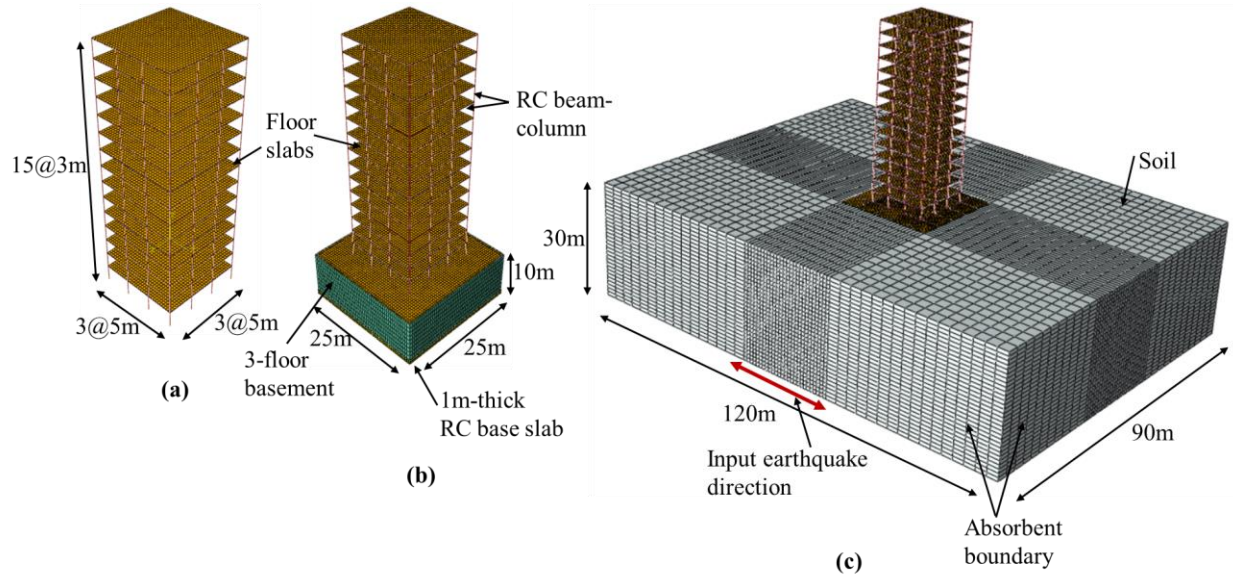 15@3m
3@5m
3@5m
(a)
Floor
slabs
RC beam-
column
10m
25m
25m
3-floor
basement
1m-thick
RC base slab
(b)
Soil
30m
120m
90m
Input earthquake
direction
Absorbent
boundary
(c)